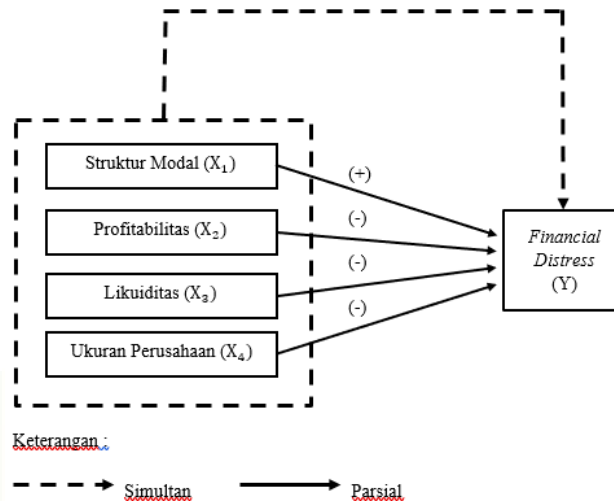 Struktur Modal (X₁)
(+)
Profitabilitas (X₂)
(-)
Financial
Distress
(Y)
(-)
Likuiditas (X₃)
(-)
Ukuran Perusahaan (X₄)
Keterangan :
Simultan
Parsial